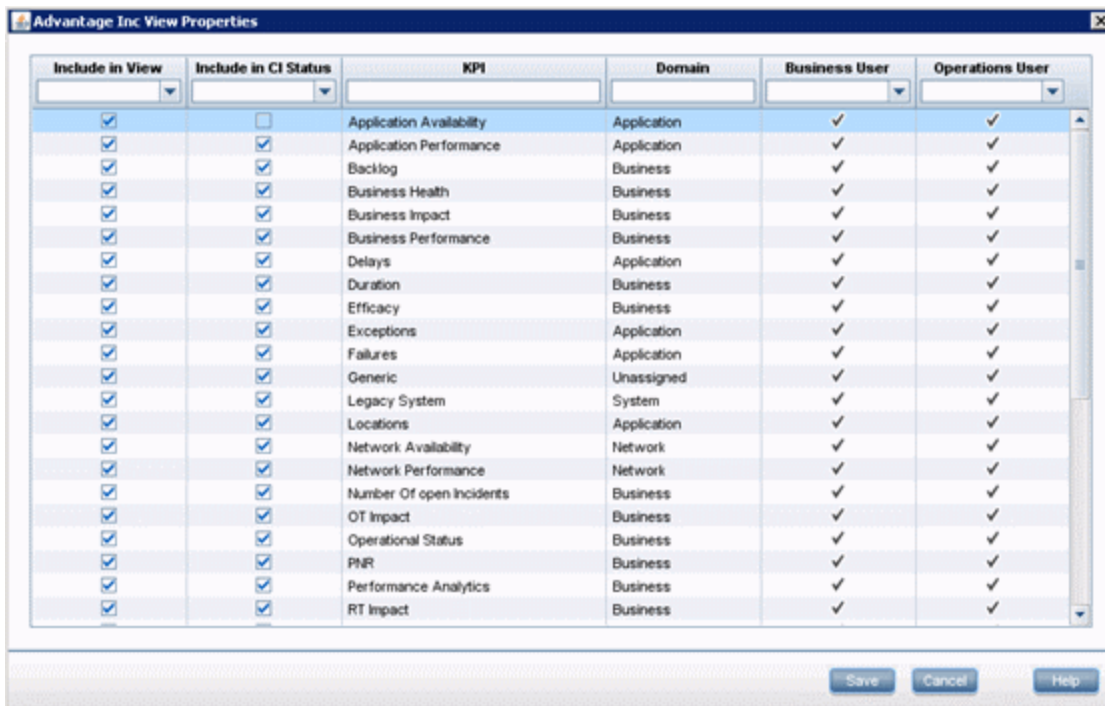 Advantage Inc View Properties
Include in View Include in CI Status KPI Domain Business User Operations User
Application Availability Application
Application Performance Application
Backlog Business
Business Health Business
Business Impact Business
Business Performance Business
Delays Application
Duration Business
Efficacy Business
Exceptions Application
Failures Application
Generic Unassigned
Legacy System System
Locations Application
Network Availability Network
Network Performance Network
Number Of open Incidents Business
OT Impact Business
Operational Status Business
PNR Business
Performance Analytics Business
RT Impact Business
Save Cancel Help